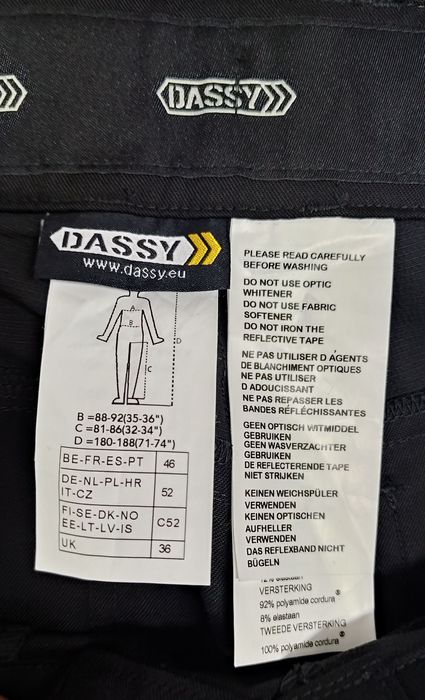 DASSY
DASSY
www.dassy.eu
A
B
C
D
B =88-92(35-36")
C =81-86(32-34")
D =180-188(71-74")
BE-FR-ES-PT 46
DE-NL-PL-HR
IT-CZ 52
FI-SE-DK-NO
EE-LT-LV-IS C52
UK 36
PLEASE READ CAREFULLY
BEFORE WASHING
DO NOT USE OPTIC
WHITENER
DO NOT USE FABRIC
SOFTENER
DO NOT IRON THE
REFLECTIVE TAPE
NE PAS UTILISER D'AGENTS
DE BLANCHIMENT OPTIQUES
NE PAS UTILISER
D ADOUCISSANT
NE PAS REPASSER LES
BANDES RÉFLÉCHISSANTES
GEEN OPTISCH WITMIDDEL
GEBRUIKEN
GEEN WASVERZACHTER
GEBRUIKEN
DE REFLECTERENDE TAPE
NIET STRIJKEN
KEINEN WEICHSPÜLER
VERWENDEN
KEINEN OPTISCHEN
AUFHELLER
VERWENDEN
DAS REFLEXBAND NICHT
BÜGELN
VERSTERKING
92% polyamide cordura®
8% elastaan
TWEEDE VERSTERKING
100% polyamide cordura®